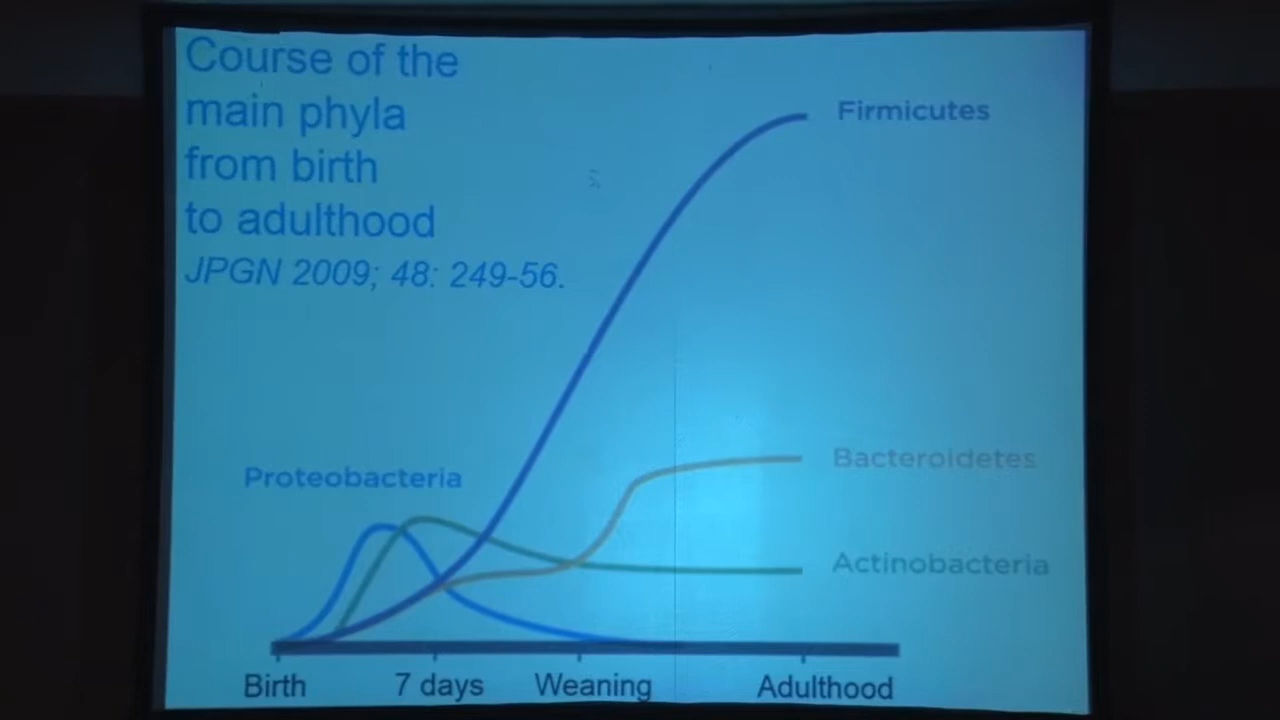 Course of the
main phyla
from birth
to adulthood
JPGN 2009; 48: 249-56.
Firmicutes
Bacteroidetes
Proteobacteria
Actinobacteria
Birth 7 days Weaning Adulthood